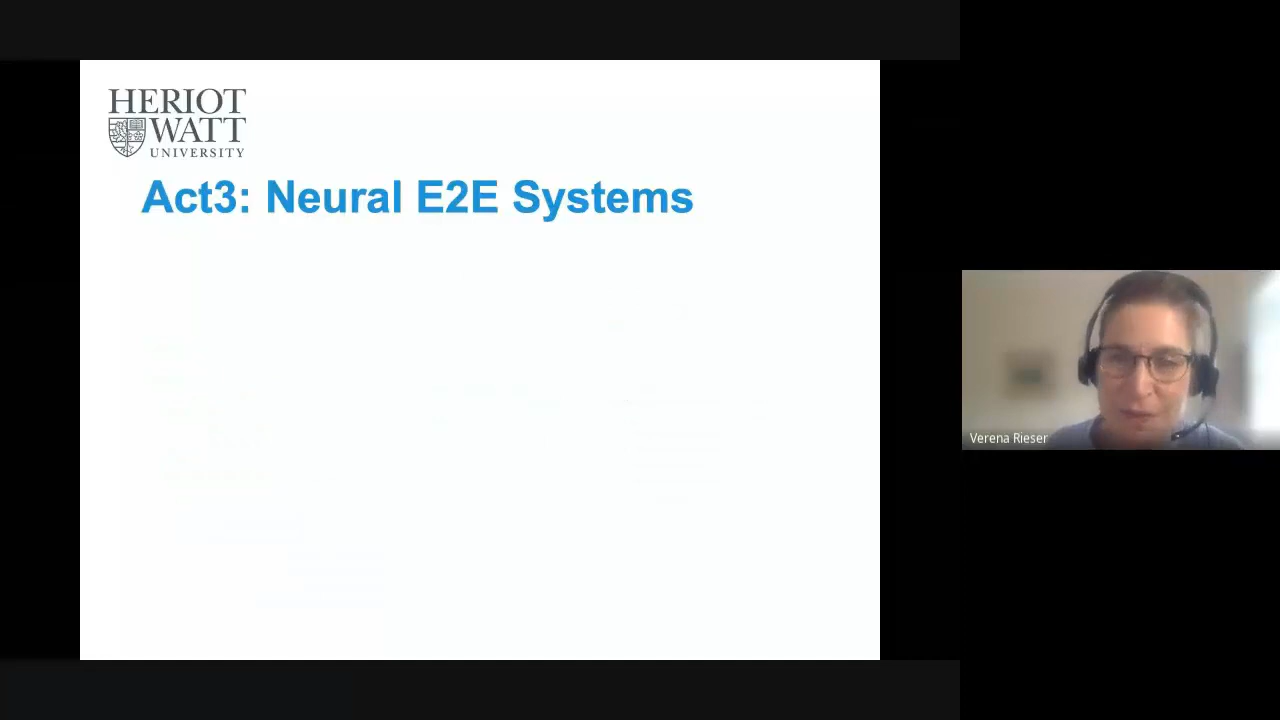 HERIOT
WATT
UNIVERSITY
Act3: Neural E2E Systems
Verena Rieser